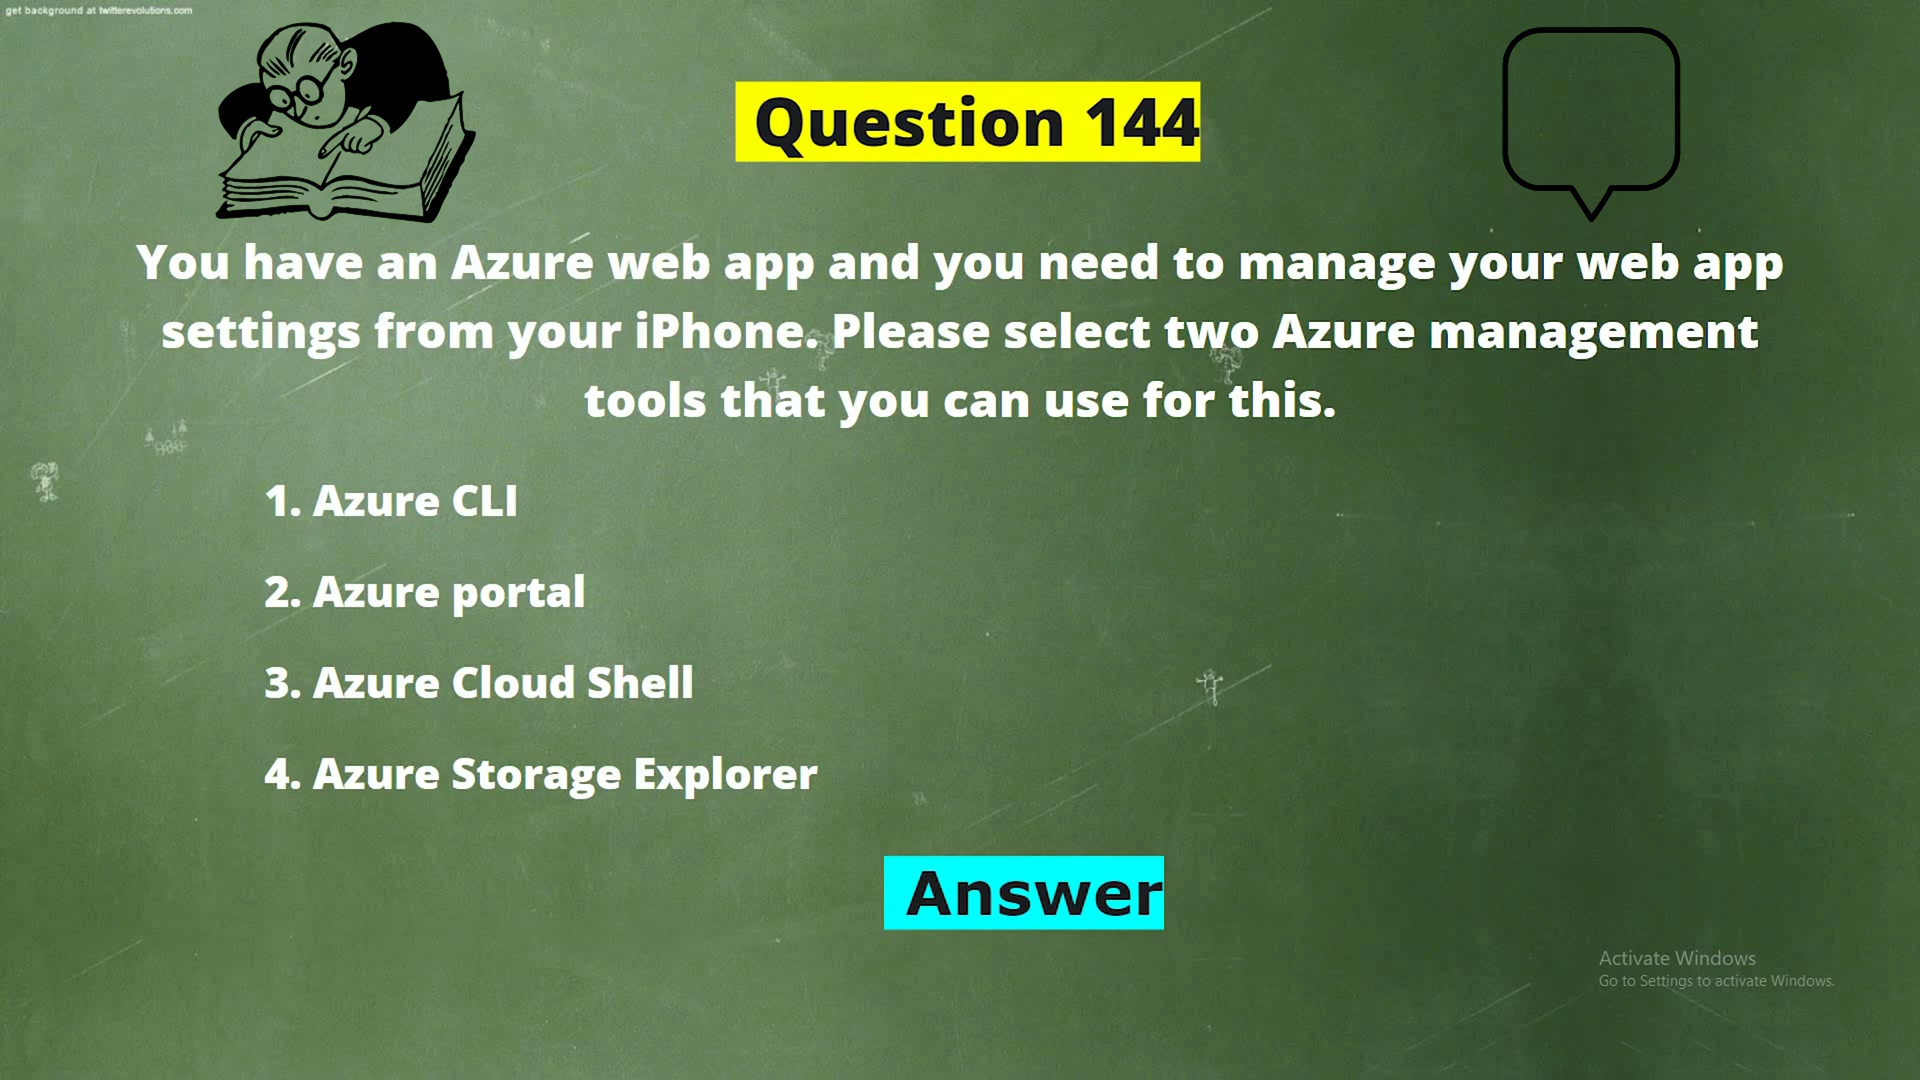 get background at twitterevolutions.com
Question 144
You have an Azure web app and you need to manage your web app
settings from your iPhone. Please select two Azure management
tools that you can use for this.
1. Azure CLI
2. Azure portal
3. Azure Cloud Shell
4. Azure Storage Explorer
Answer
Activate Windows
Go to Settings to activate Windows.